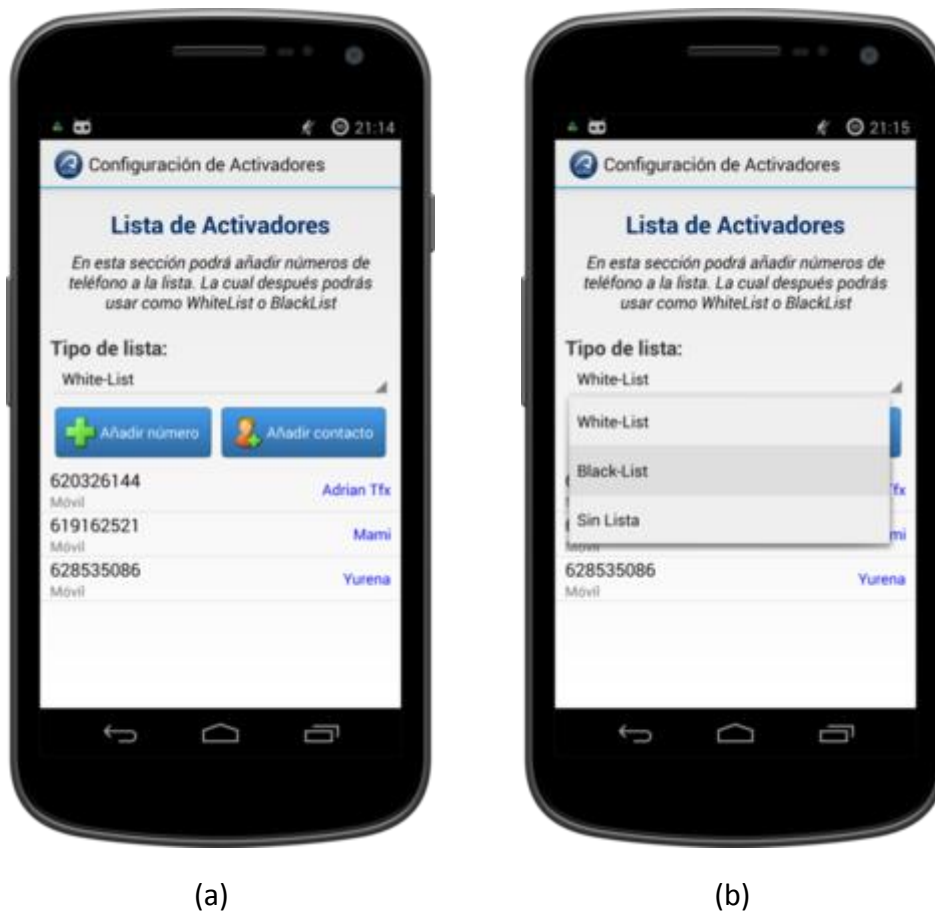 21:14
Configuración de Activadores
Lista de Activadores
En esta sección podrá añadir números de
teléfono a la lista. La cual después podrás
usar como WhiteList o BlackList
Tipo de lista:
White-List
Añadir número
Añadir contacto
620326144
Adrian Tfx
Móvil
619162521
Mami
Móvil
628535086
Yurena
Móvil
(a)
21:15
Configuración de Activadores
Lista de Activadores
En esta sección podrá añadir números de
teléfono a la lista. La cual después podrás
usar como WhiteList o BlackList
Tipo de lista:
White-List
White-List
Black-List
Sin Lista
628535086
Yurena
Móvil
(b)